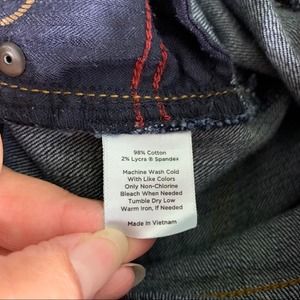 98% Cotton
2% Lycra ® Spandex
Machine Wash Cold
With Like Colors
Only Non-Chlorine
Bleach When Needed
Tumble Dry Low
Warm Iron, If Needed
Made in Vietnam